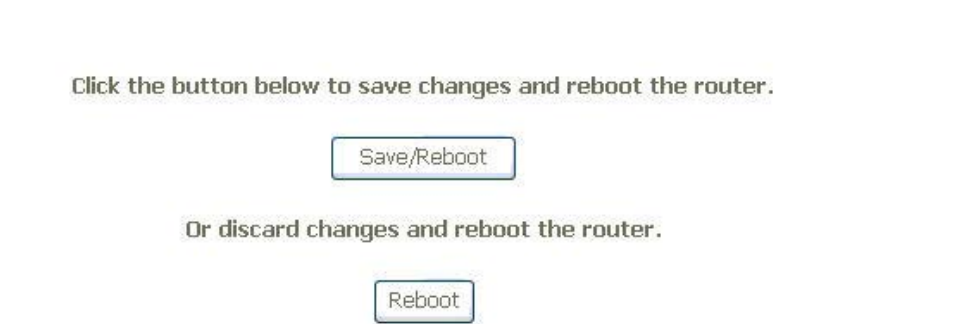 Click the button below to save changes and reboot the router.
Save/Reboot
Or discard changes and reboot the router.
Reboot